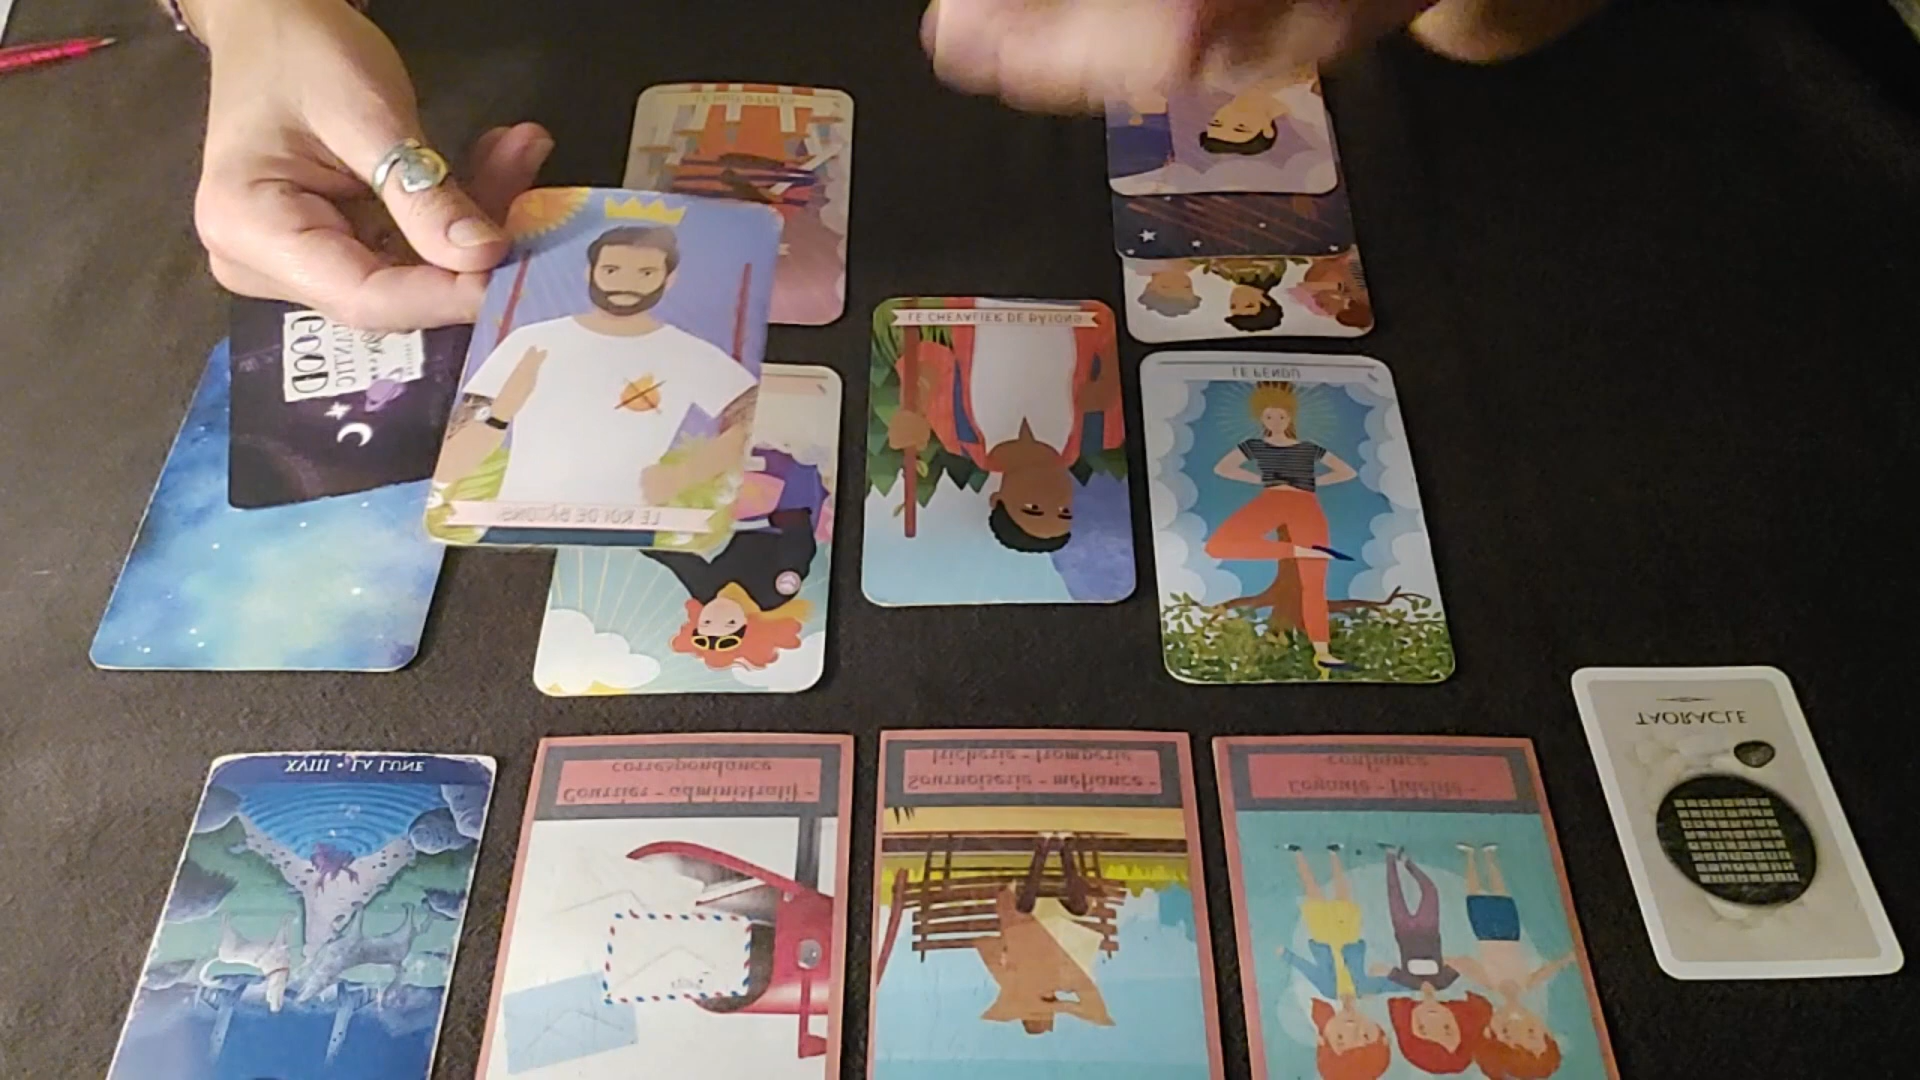 GOOD
LE ROI DE BÂTONS
LE CHEVALIER DE BÂTONS
LE PENDU
XVIII • LA LUNE
Courrier - administratif -
correspondance
Sournoiserie - méfiance -
tricherie - tromperie
Loyauté - fidélité -
confiance
TAORACLE